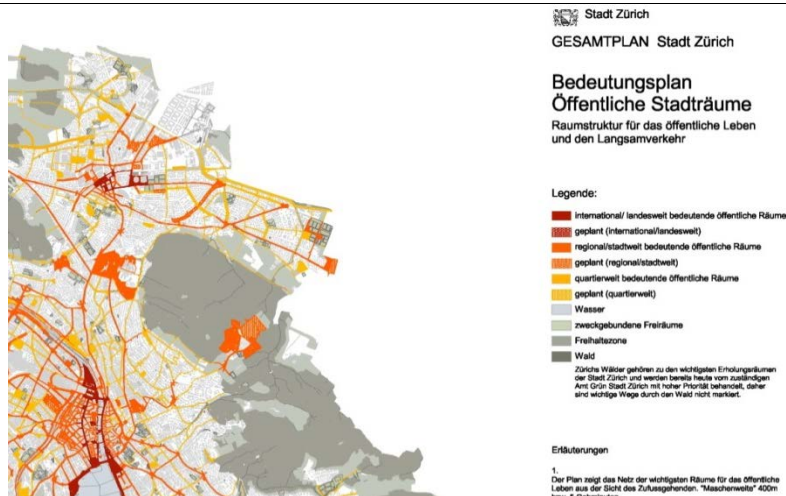 Stadt Zürich
GESAMTPLAN Stadt Zürich
Bedeutungsplan
Öffentliche Stadträume
Raumstruktur für das öffentliche Leben
und den Langsamverkehr
Legende:
international/ landesweit bedeutende öffentliche Räume
geplant (international/landesweit)
regional/stadtweit bedeutende öffentliche Räume
geplant (regional/stadtweit)
quartierweit bedeutende öffentliche Räume
geplant (quartierweit)
Wasser
zweckgebundene Freiräume
Freihaltezone
Wald
Zürichs Wälder gehören zu den wichtigsten Erholungsräumen
der Stadt Zürich und werden bereits heute vom zuständigen
Amt Grün Stadt Zürich mit hoher Priorität behandelt, daher
sind wichtige Wege durch den Wald nicht markiert.
Erläuterungen
1.
Der Plan zeigt das Netz der wichtigsten Räume für das öffentliche
Leben aus der Sicht des Zufussgehenden. "Maschenweite" 400m